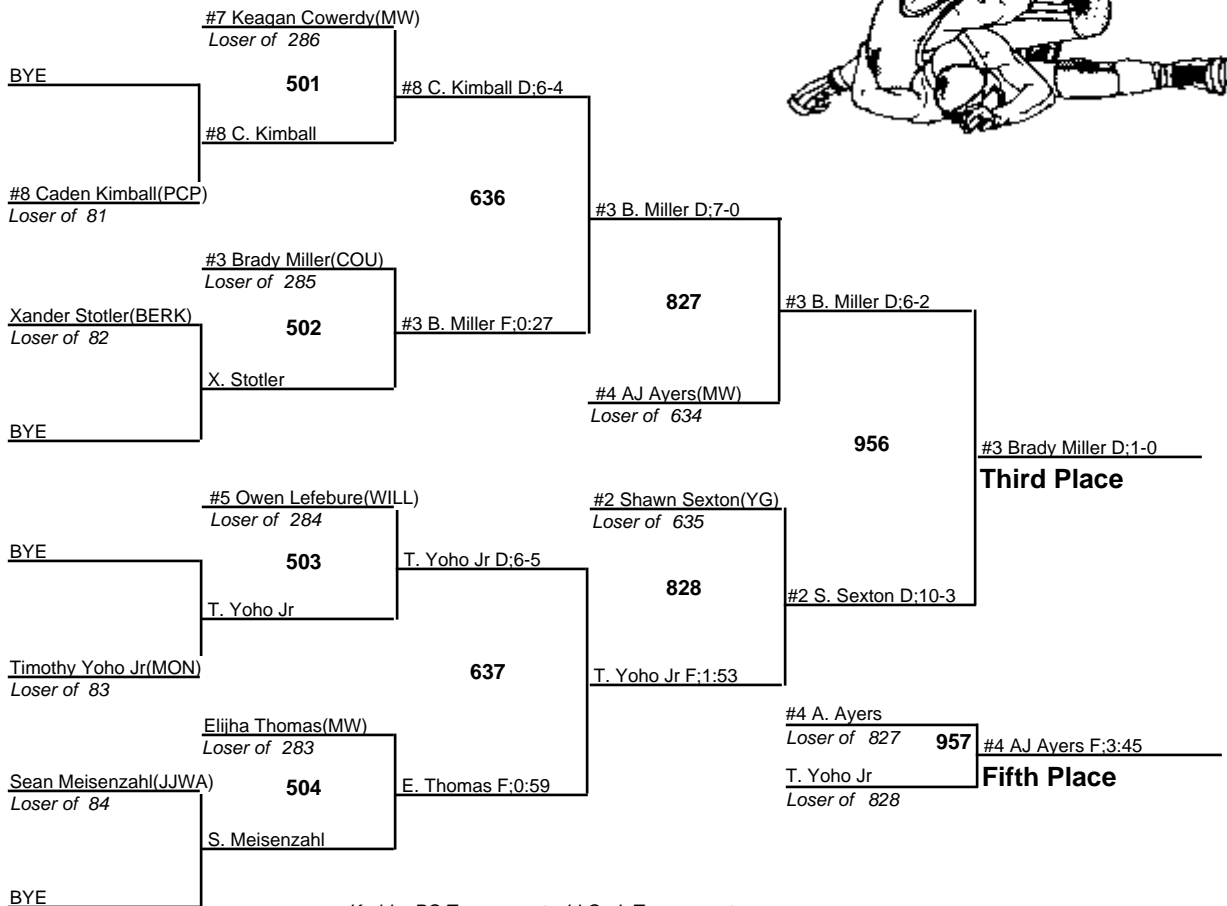 #7 Keagan Cowerdy(MW)
Loser of 286
BYE
501
#8 C. Kimball D;6-4
#8 C. Kimball
#8 Caden Kimball(PCP)
Loser of 81
636
#3 B. Miller D;7-0
#3 Brady Miller(COU)
Loser of 285
Xander Stotler(BERK)
Loser of 82
502
#3 B. Miller F;0:27
827
#3 B. Miller D;6-2
X. Stotler
#4 AJ Ayers(MW)
Loser of 634
BYE
956
#3 Brady Miller D;1-0
Third Place
#5 Owen Lefebure(WILL)
Loser of 284
#2 Shawn Sexton(YG)
Loser of 635
BYE
503
T. Yoho Jr D;6-5
828
#2 S. Sexton D;10-3
T. Yoho Jr
Timothy Yoho Jr(MON)
Loser of 83
637
T. Yoho Jr F;1:53
Elijha Thomas(MW)
Loser of 283
#4 A. Ayers
Loser of 827
957
#4 AJ Ayers F;3:45
Fifth Place
Sean Meisenzahl(JJWA)
Loser of 84
504
E. Thomas F;0:59
T. Yoho Jr
Loser of 828
S. Meisenzahl
BYE